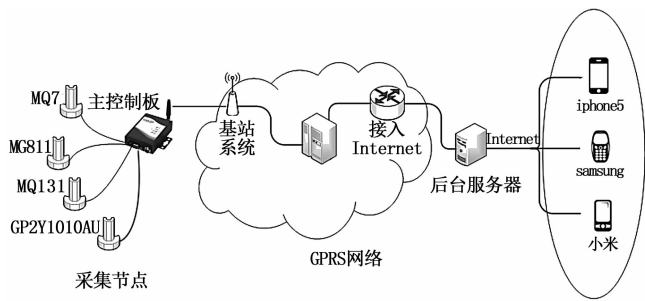 MQ7
主控制板
MG811
MQ131
GP2Y1010AU
采集节点
基站
系统
接入
Internet
GPRS网络
后台服务器
Internet
iphone5
samsung
小米